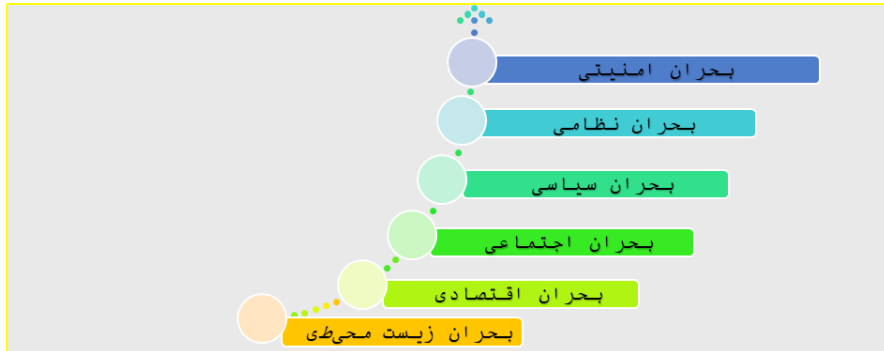 بحران امنیتی
بحران نظامی
بحران سیاسی
بحران اجتماعی
بحران اقتصادی
بحران زیست محیطی